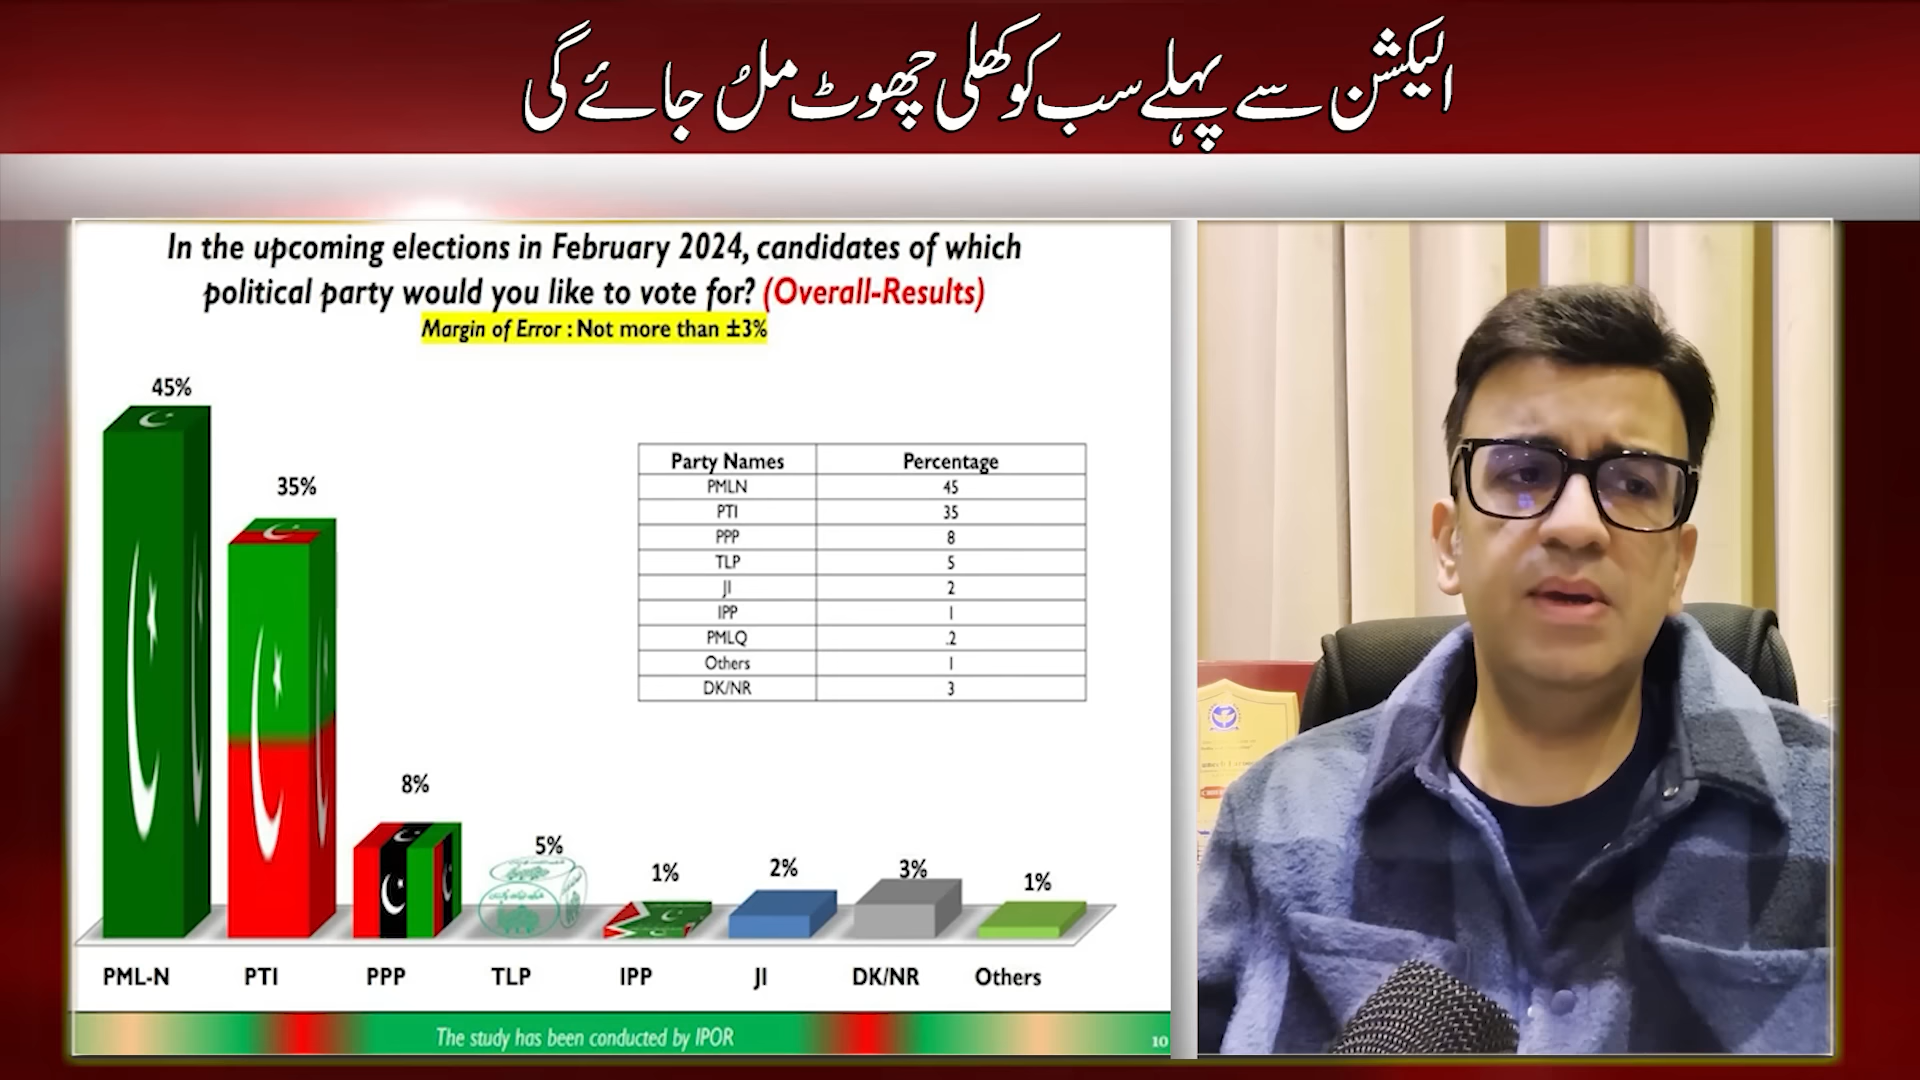 الیکشن سے پہلے سب کو کھلی چھوٹ مل جائے گی
In the upcoming elections in February 2024, candidates of which
political party would you like to vote for? (Overall-Results)
Margin of Error : Not more than ±3%
45%
35%
8%
5%
1%
2%
3%
1%
PML-N PTI PPP TLP IPP JI DK/NR Others
Party Names Percentage
PMLN 45
PTI 35
PPP 8
TLP 5
JI 2
IPP 1
PMLQ .2
Others 1
DK/NR 3
The study has been conducted by IPOR
10